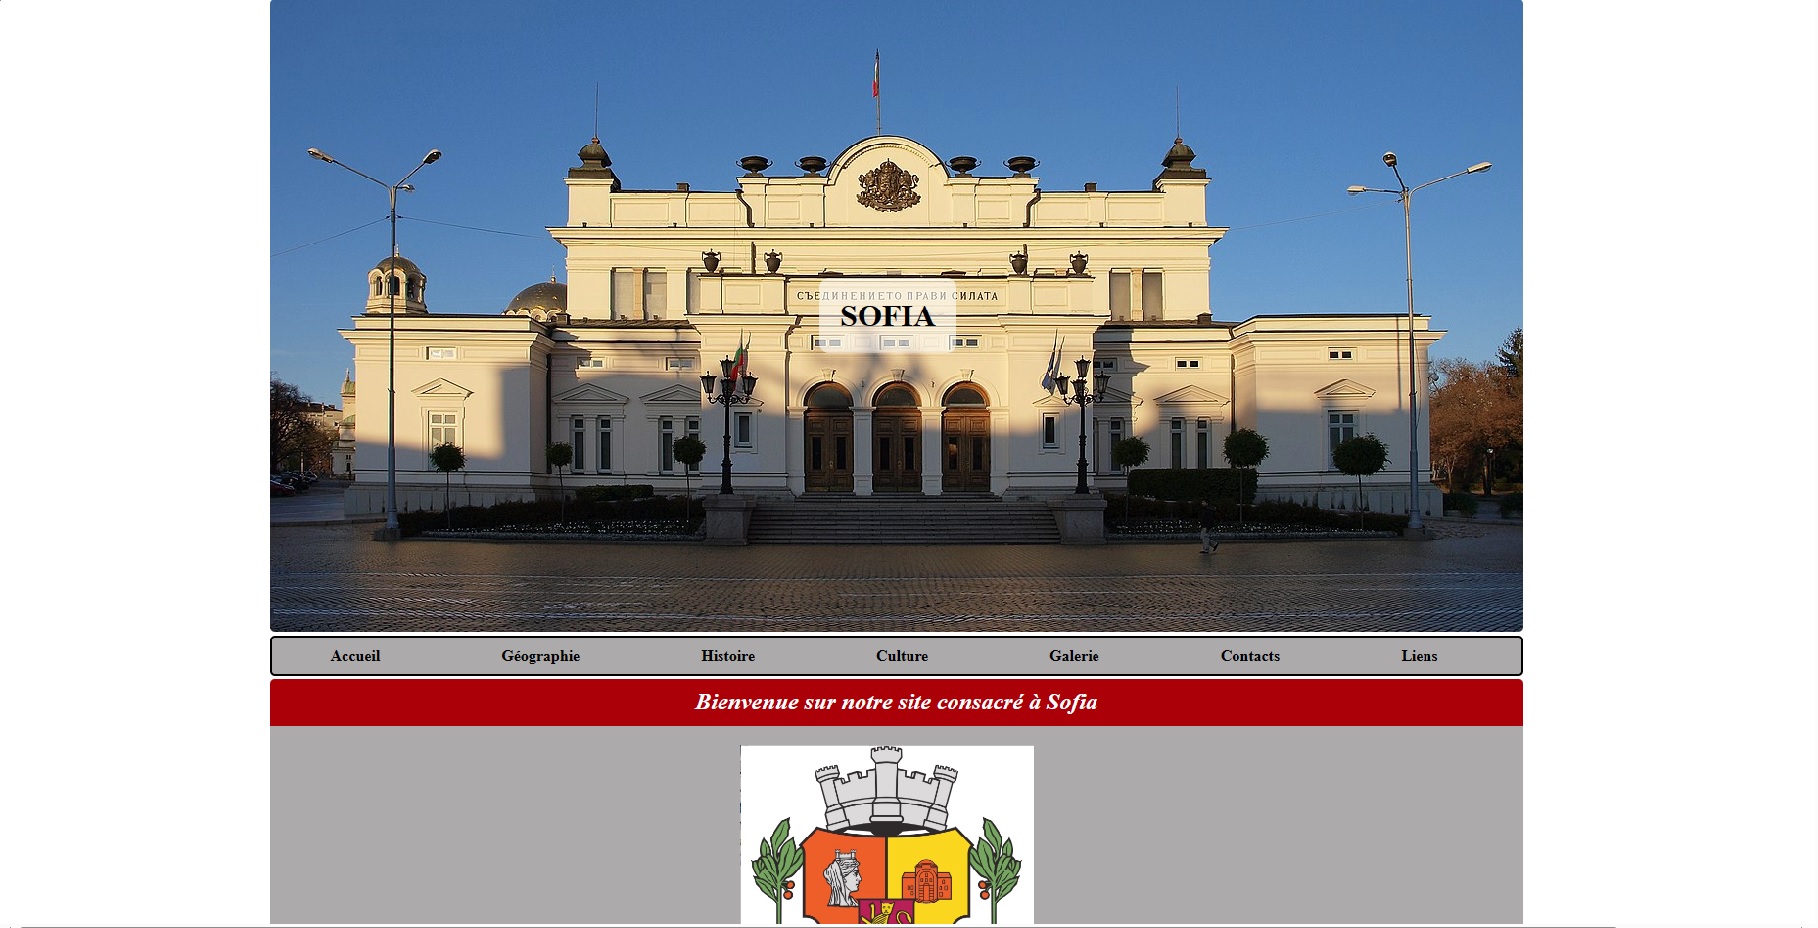 СЪЕДИНЕНИЕТО ПРАВИ СИЛАТА
SOFIA
Accueil Géographie Histoire Culture Galerie Contacts Liens
Bienvenue sur notre site consacré à Sofia